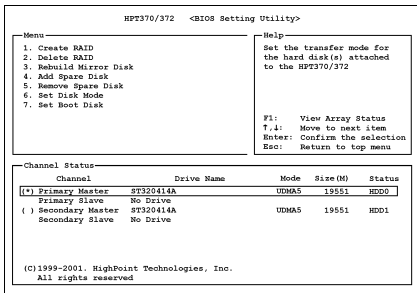 HPT370/372 <BIOS Setting Utility>
Menu
1. Create RAID
2. Delete RAID
3. Rebuild Mirror Disk
4. Add Spare Disk
5. Remove Spare Disk
6. Set Disk Mode
7. Set Boot Disk
Help
Set the transfer mode for
the hard disk(s) attached
to the HPT370/372
F1: View Array Status
↑,↓: Move to next item
Enter: Confirm the selection
Esc: Return to top menu
Channel Status
Channel Drive Name Mode Size(M) Status
(*) Primary Master ST320414A UDMA5 19551 HDD0
Primary Slave No Drive
( ) Secondary Master ST320414A UDMA5 19551 HDD1
Secondary Slave No Drive
(C)1999-2001. HighPoint Technologies, Inc.
All rights reserved